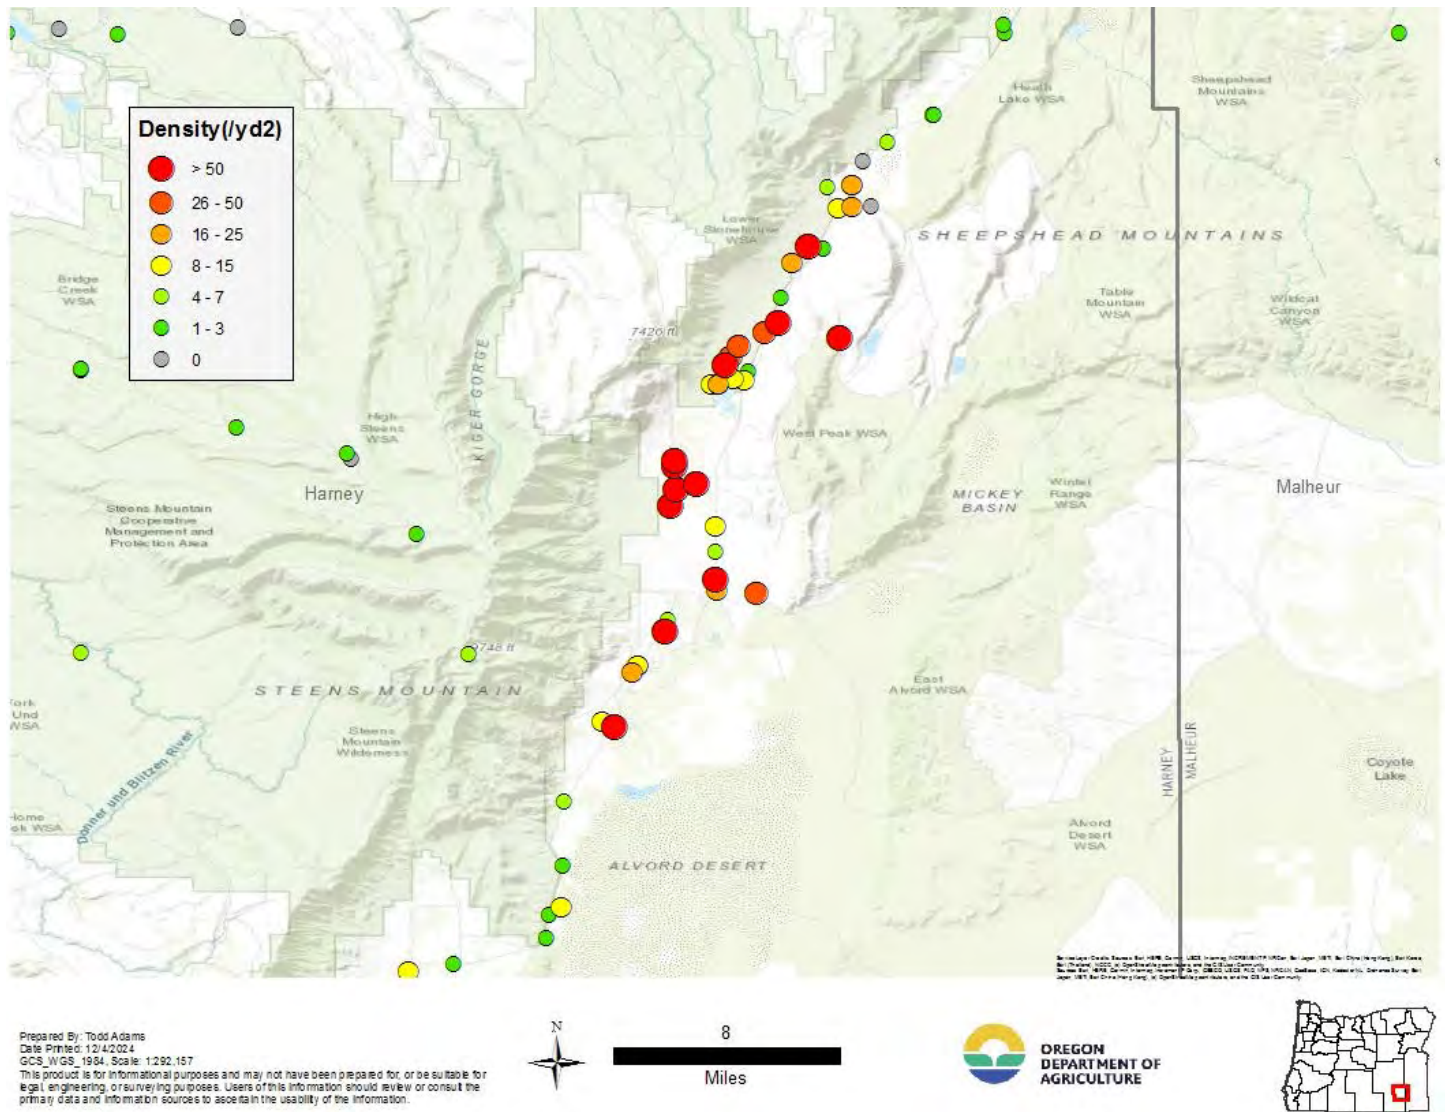 Density(/yd2)
> 50
26 - 50
16 - 25
8 - 15
4 - 7
1 - 3
0
Heath
Lake WSA
Sheepshead
Mountains
WSA
Lower
Stonehouse
WSA
SHEEPSHEAD MOUNTAINS
Bridge
Creek
WSA
Table
Mountain
WSA
Wildcat
Canyon
WSA
7426 ft
KIGER GORGE
High
Steens
WSA
West Peak WSA
Harney
Steens Mountain
Cooperative
Management and
Protection Area
MICKEY
BASIN
Winter
Range
WSA
Malheur
9748 ft
STEENS MOUNTAIN
East
Alvord WSA
Steens
Mountain
Wilderness
Donner und Blitzen River
HARNEY
MALHEUR
Coyote
Lake
Alvord
Desert
WSA
ALVORD DESERT
Prepared By: Todd Adams
Date Printed: 12/4/2024
GCS_WGS_1984, Scale: 1:292,157
This product is for informational purposes and may not have been prepared for, or be suitable for
legal, engineering, or surveying purposes. Users of this information should review or consult the
primary data and information sources to ascertain the usability of the information.
N
8
Miles
OREGON
DEPARTMENT OF
AGRICULTURE